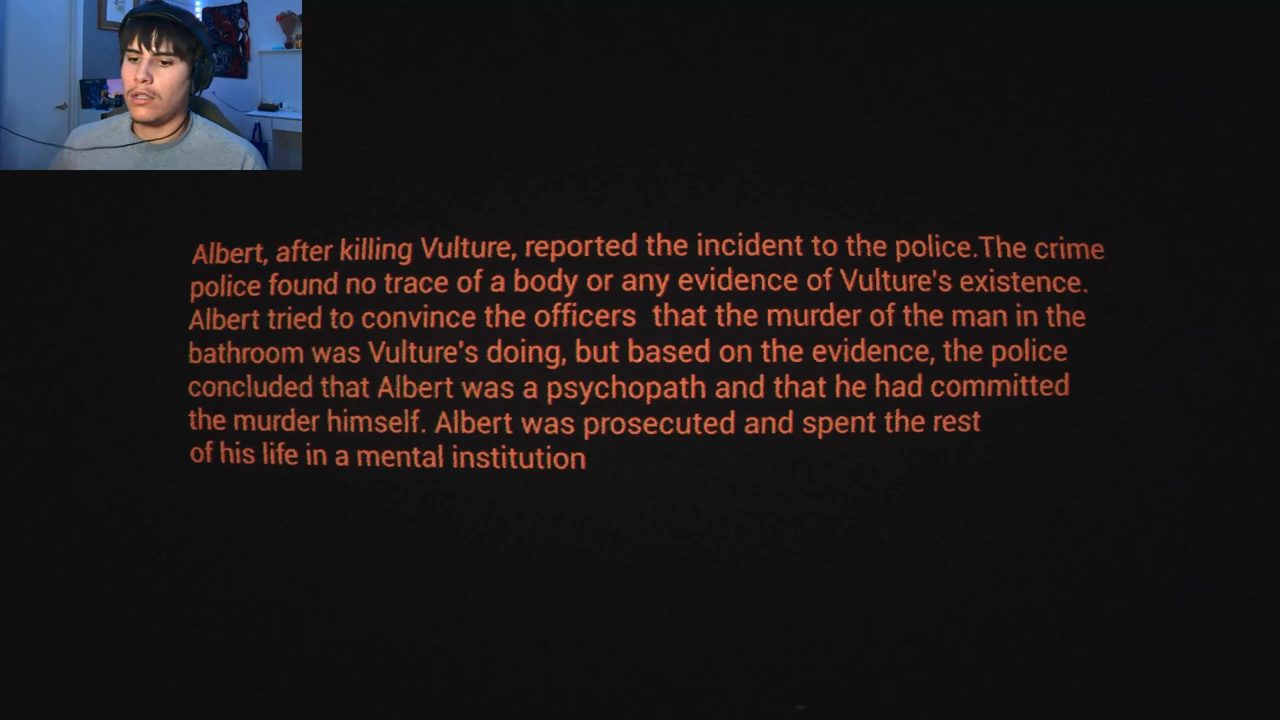 Albert, after killing Vulture, reported the incident to the police.The crime
police found no trace of a body or any evidence of Vulture's existence.
Albert tried to convince the officers  that the murder of the man in the
bathroom was Vulture's doing, but based on the evidence, the police
concluded that Albert was a psychopath and that he had committed
the murder himself. Albert was prosecuted and spent the rest
of his life in a mental institution